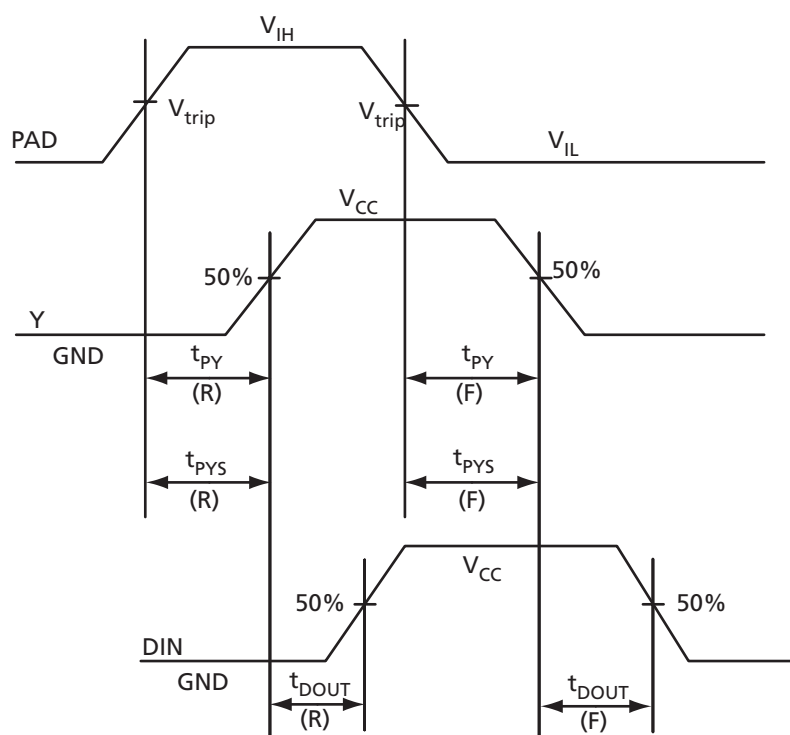 V_IH
V_trip
V_trip
PAD
V_IL
V_CC
50%
50%
Y
GND
t_PY
(R)
t_PY
(F)
t_PYS
(R)
t_PYS
(F)
V_CC
50%
50%
DIN
GND
t_DOUT
(R)
t_DOUT
(F)